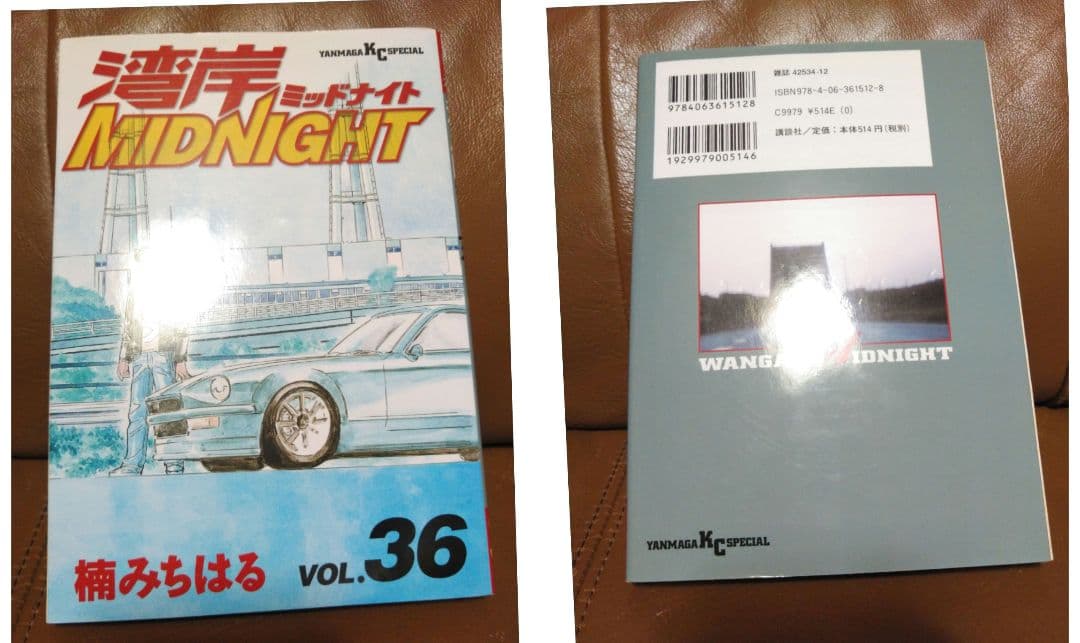 湾岸
ミッドナイト
MIDNIGHT
YANMAGA KC SPECIAL
楠みちはる
VOL.36
9784063615128
1929979005146
雑誌 42534-12
ISBN978-4-06-361512-8
C9979 ¥514E (0)
講談社／定価：本体514円（税別）
WANGA IDNIGHT
YANMAGA KC SPECIAL